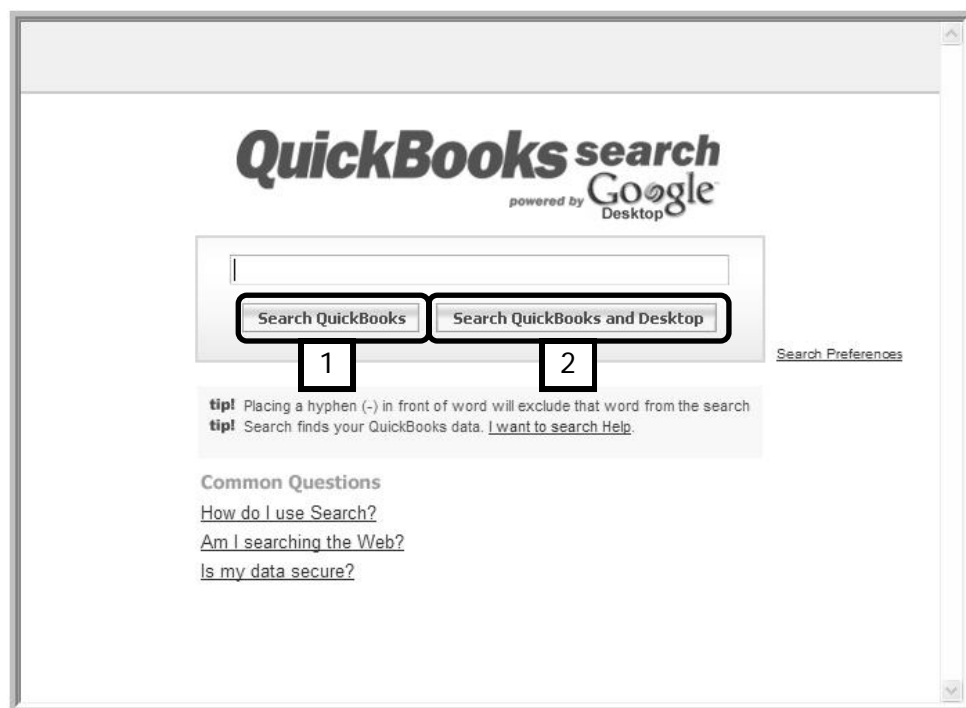 QuickBooks search
powered by Google
Desktop
Search QuickBooks Search QuickBooks and Desktop
1 2
Search Preferences
tip! Placing a hyphen (-) in front of word will exclude that word from the search
tip! Search finds your QuickBooks data. I want to search Help.
Common Questions
How do I use Search?
Am I searching the Web?
Is my data secure?